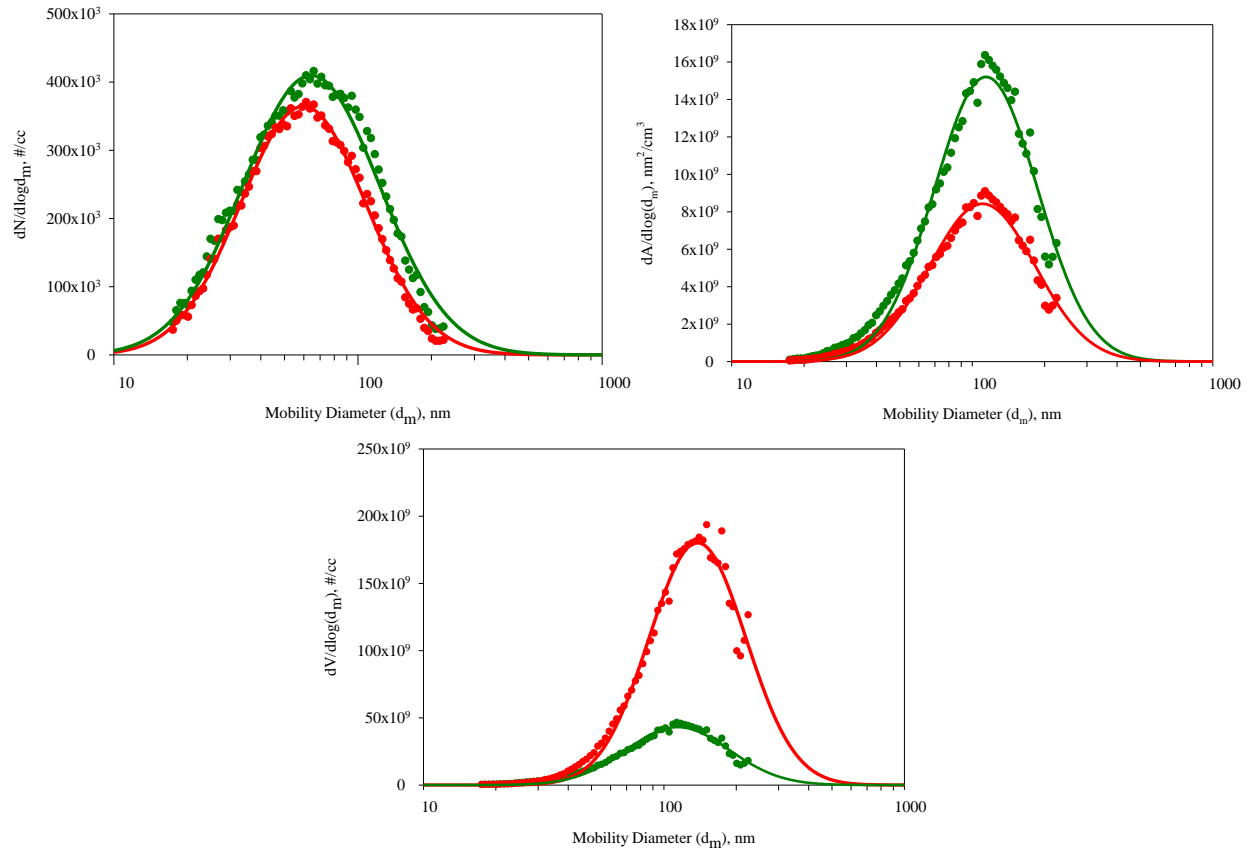 500x10³
400x10³
300x10³
200x10³
100x10³
0
10
100
1000
dN/dlogdₘ, #/cc
Mobility Diameter (dₘ), nm
18x10⁹
16x10⁹
14x10⁹
12x10⁹
10x10⁹
8x10⁹
6x10⁹
4x10⁹
2x10⁹
0
10
100
1000
dA/dlog(dₘ), nm²/cm³
Mobility Diameter (dₘ), nm
250x10⁹
200x10⁹
150x10⁹
100x10⁹
50x10⁹
0
10
100
1000
dV/dlog(dₘ), #/cc
Mobility Diameter (dₘ), nm